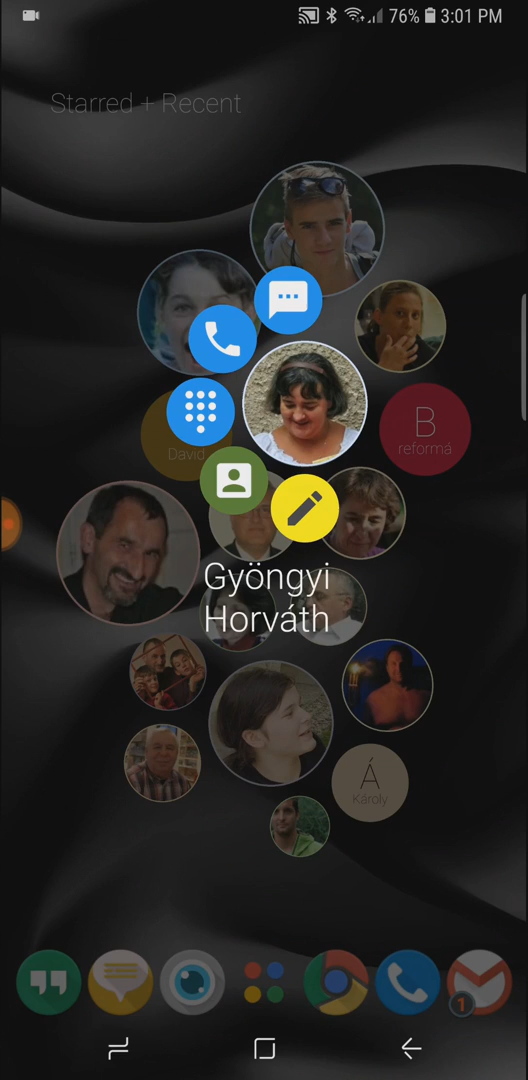 76% 3:01 PM
Starred + Recent
B
reformá
David
Gyöngyi
Horváth
Á
Károly
1